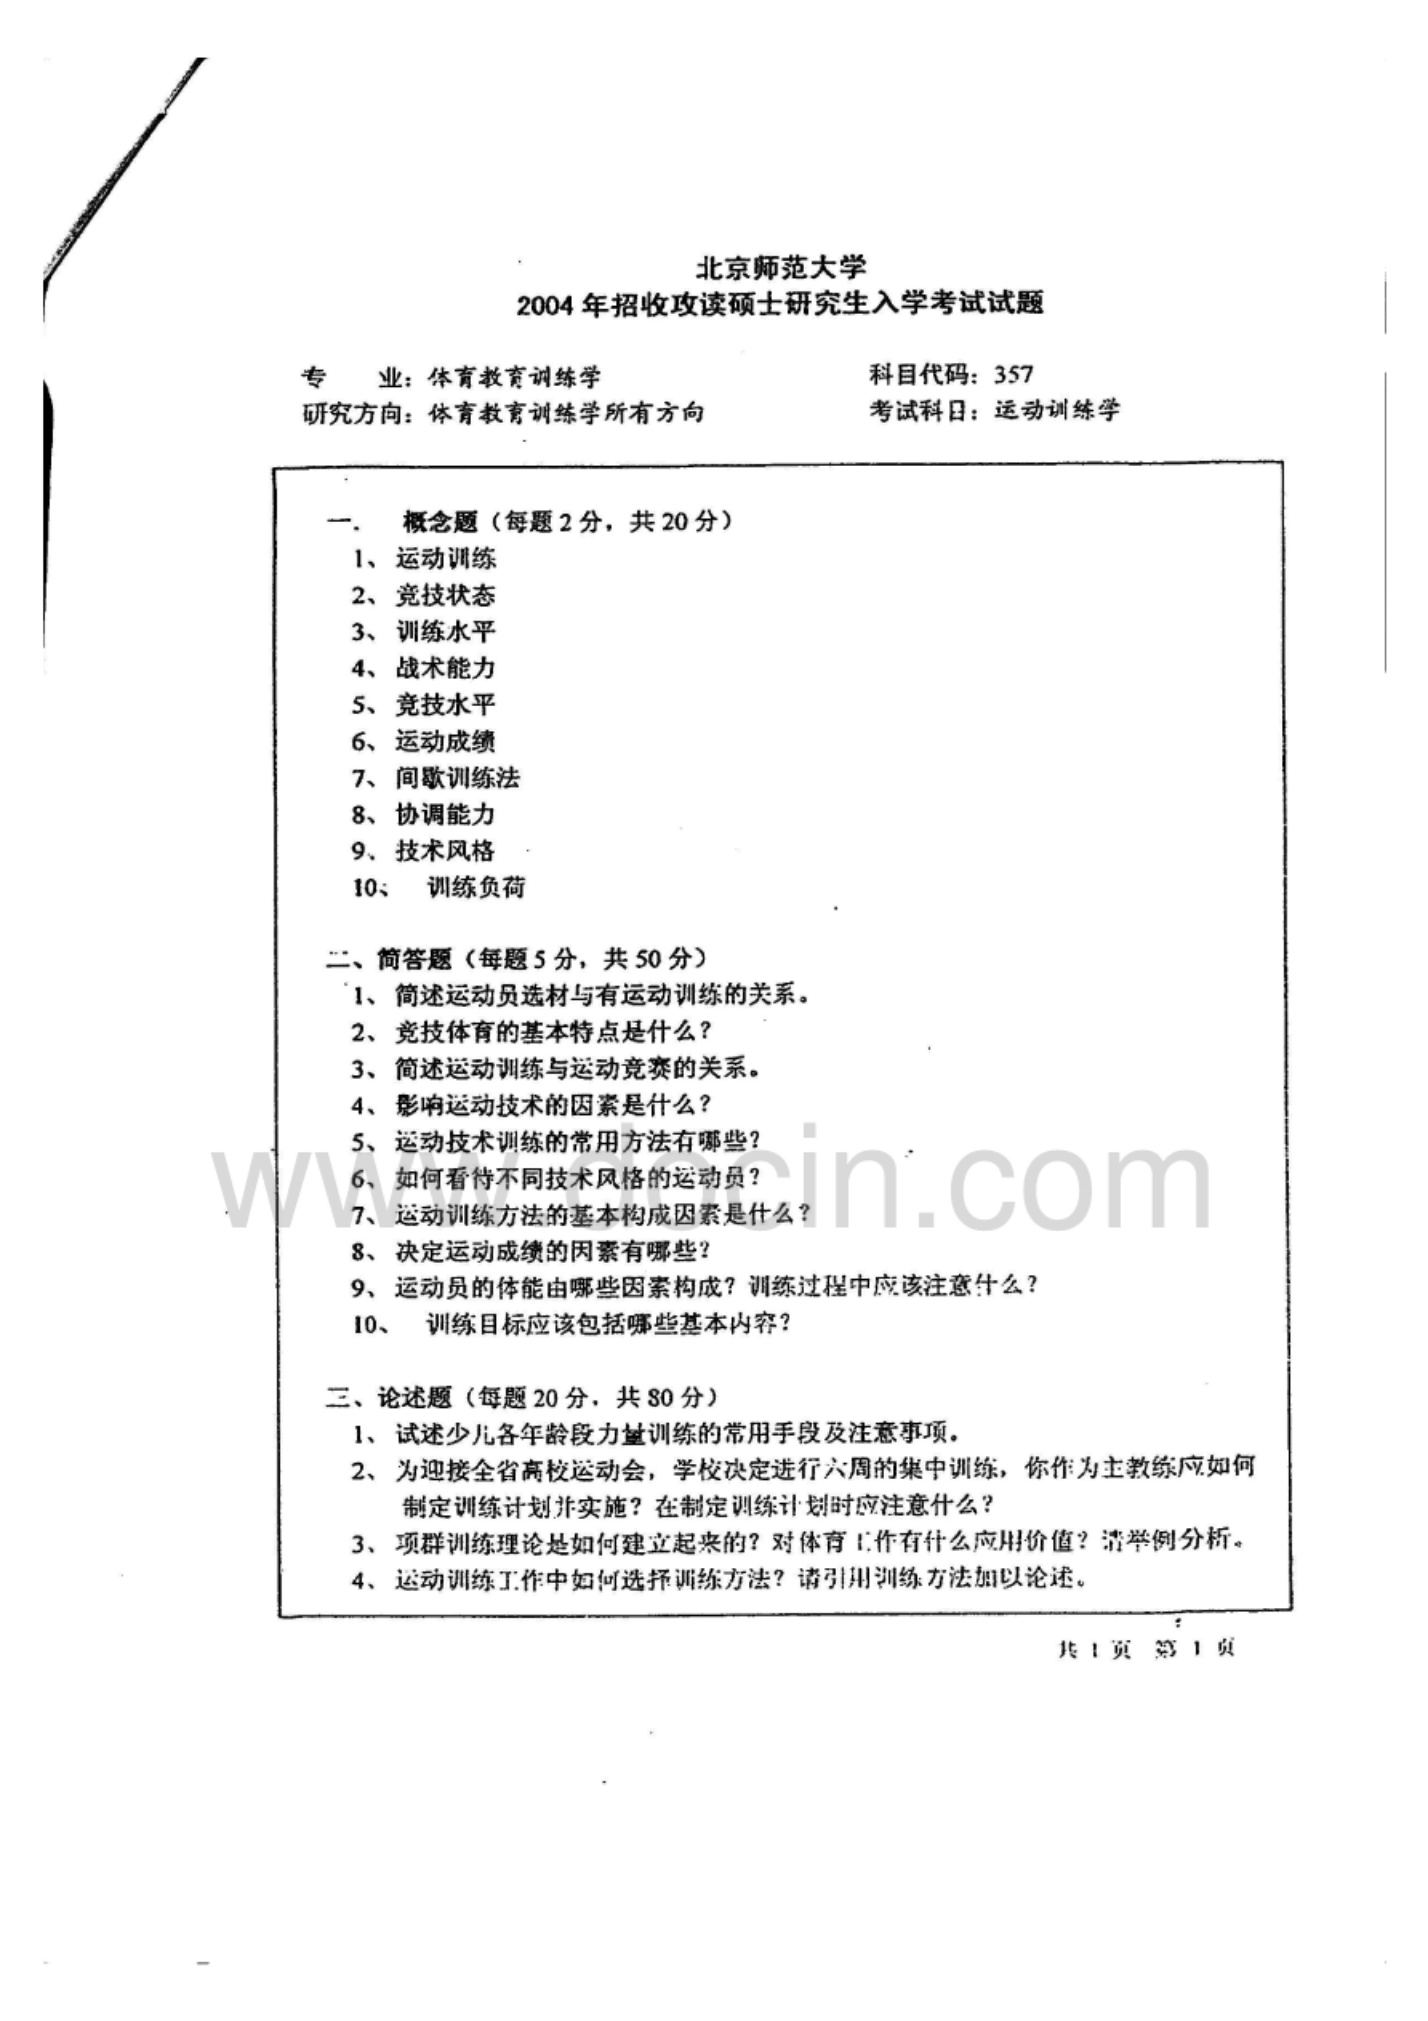 北京师范大学
2004 年招收攻读硕士研究生入学考试试题
专 业：体育教育训练学 科目代码：357
研究方向：体育教育训练学所有方向 考试科目：运动训练学
一． 概念题（每题 2 分，共 20 分）
1、运动训练
2、竞技状态
3、训练水平
4、战术能力
5、竞技水平
6、运动成绩
7、间歇训练法
8、协调能力
9、技术风格
10、 训练负荷
二、简答题（每题 5 分，共 50 分）
1、简述运动员选材与有运动训练的关系。
2、竞技体育的基本特点是什么？
3、简述运动训练与运动竞赛的关系。
4、影响运动技术的因素是什么？
5、运动技术训练的常用方法有哪些？
6、如何看待不同技术风格的运动员？
7、运动训练方法的基本构成因素是什么？
8、决定运动成绩的因素有哪些？
9、运动员的体能由哪些因素构成？训练过程中应该注意什么？
10、 训练目标应该包括哪些基本内容？
三、论述题（每题 20 分．共 80 分）
1、试述少儿各年龄段力量训练的常用手段及注意事项。
2、为迎接全省高校运动会，学校决定进行六周的集中训练，你作为主教练应如何
制定训练计划并实施？在制定训练计划时应注意什么？
3、项群训练理论是如何建立起来的？对体育工作有什么应用价值？请举例分析。
4、运动训练工作中如何选择训练方法？请引用训练方法加以论述。
共 1 页 第 1 页
www.docin.com